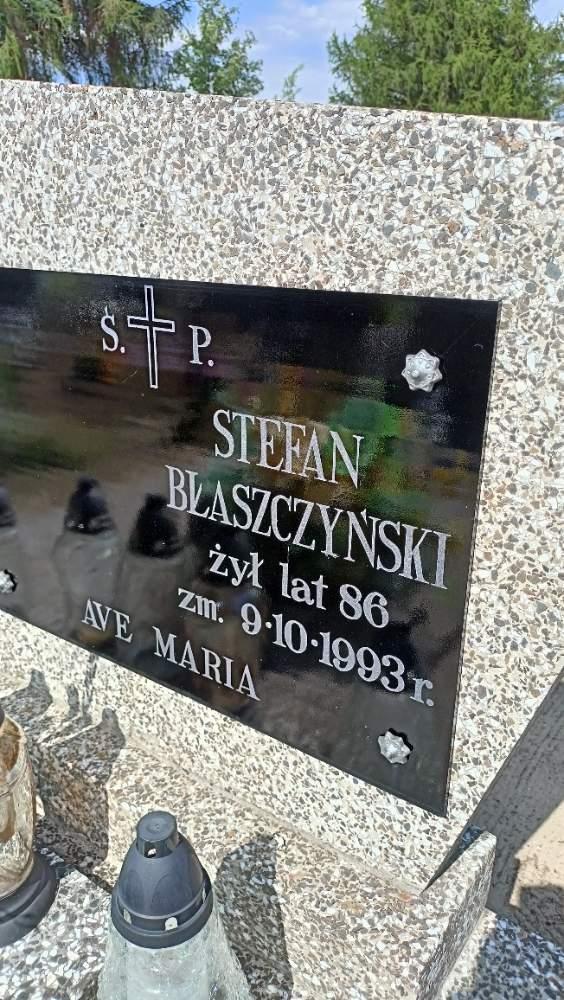 Ś. P.
STEFAN
BŁASZCZYŃSKI
żył lat 86
zm. 9·10·1993 r.
AVE MARIA